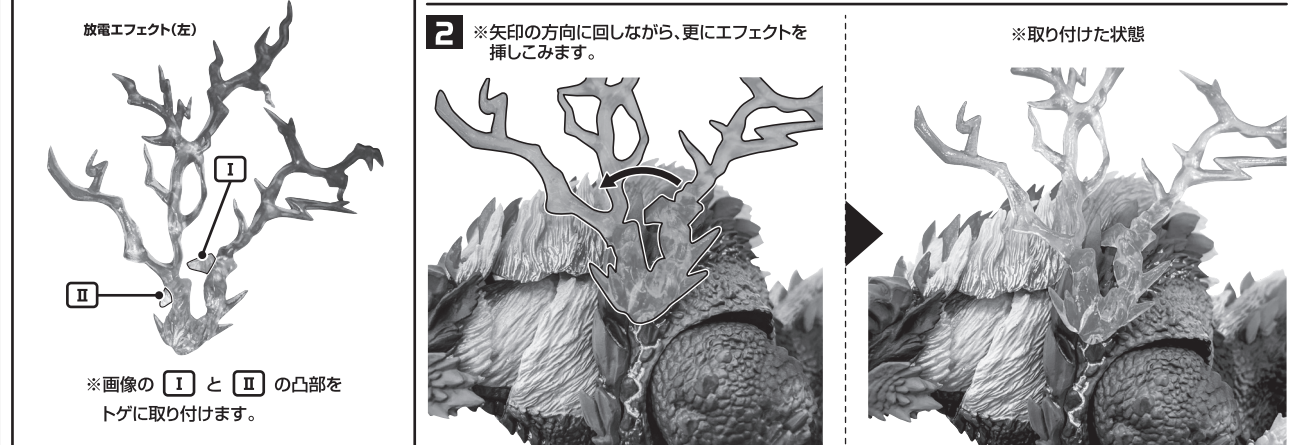 放電エフェクト(左)
I
II
※画像の I と II の凸部を
トゲに取り付けます。
2 ※矢印の方向に回しながら、更にエフェクトを
挿しこみます。
※取り付けた状態